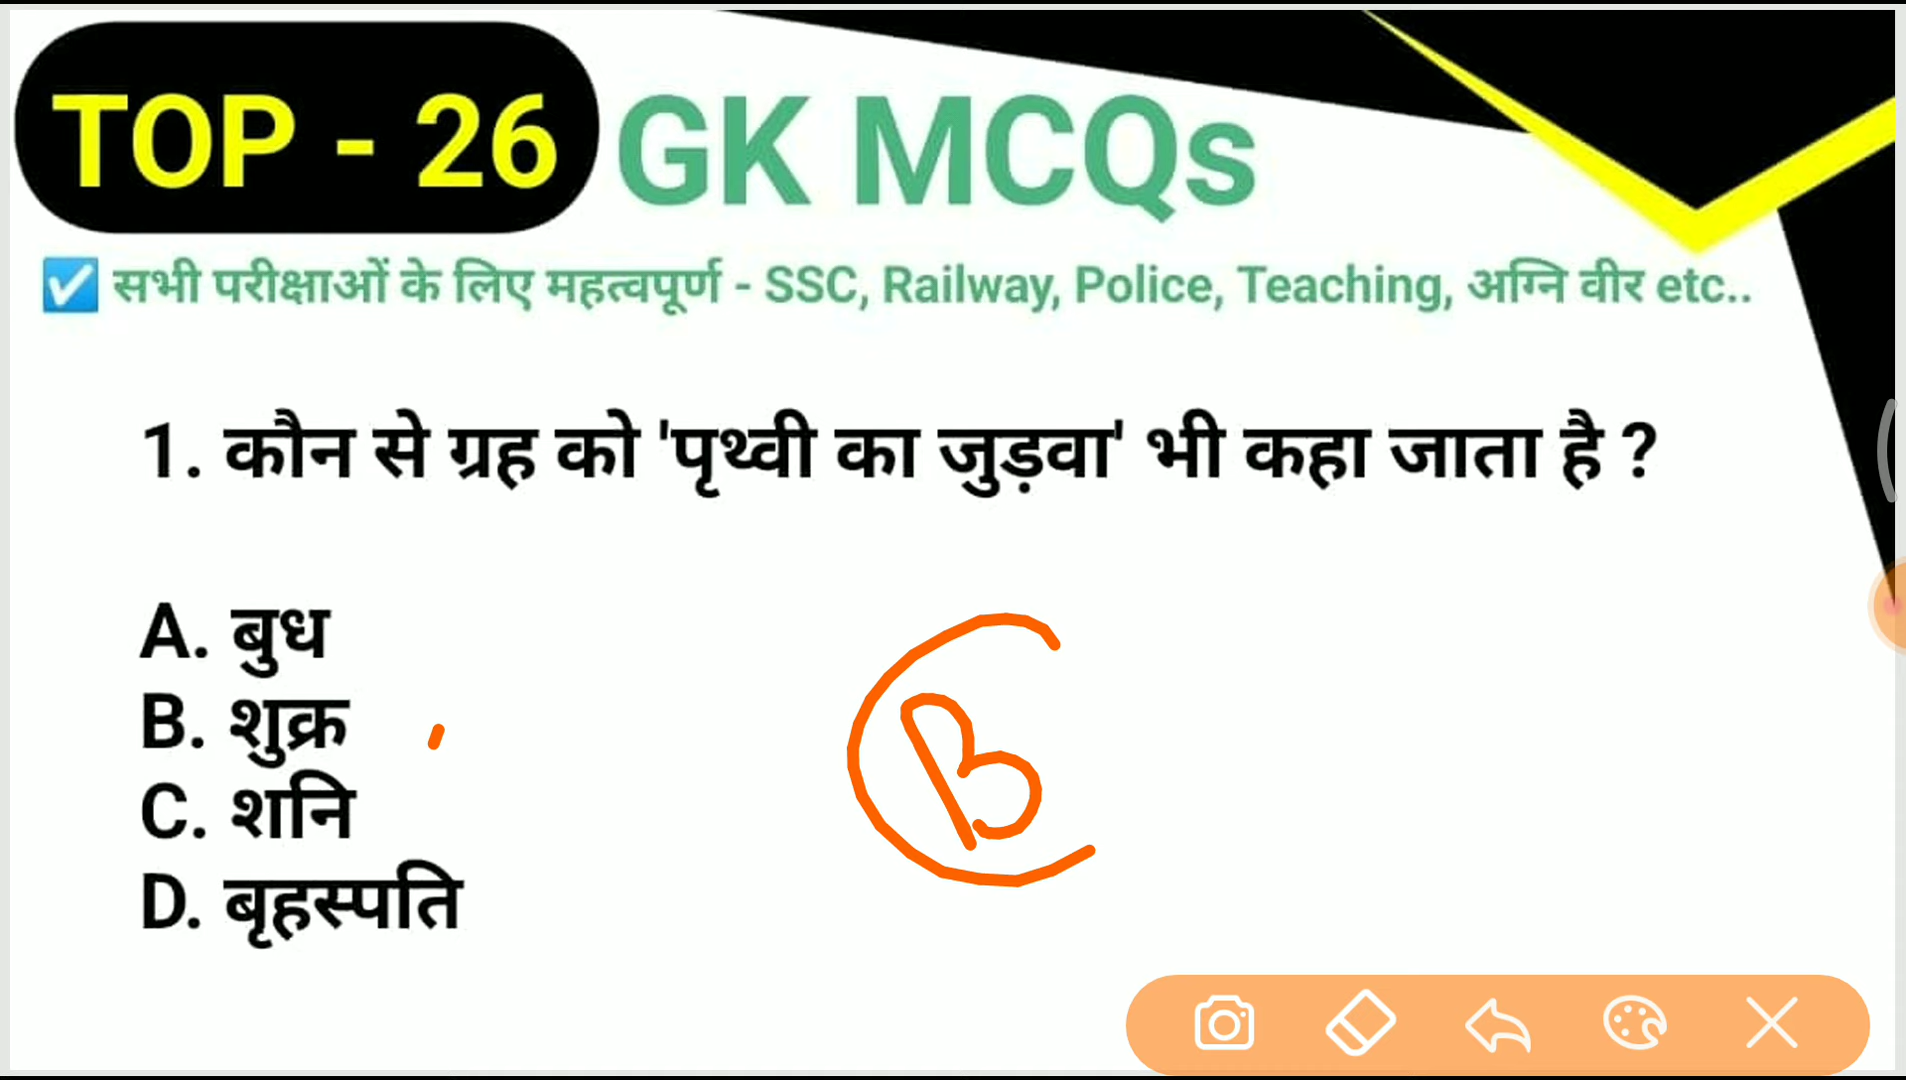 TOP - 26 GK MCQs
✅ सभी परीक्षाओं के लिए महत्वपूर्ण - SSC, Railway, Police, Teaching, अग्नि वीर etc..
1. कौन से ग्रह को 'पृथ्वी का जुड़वा' भी कहा जाता है ?
A. बुध
B. शुक्र
C. शनि
D. बृहस्पति
B